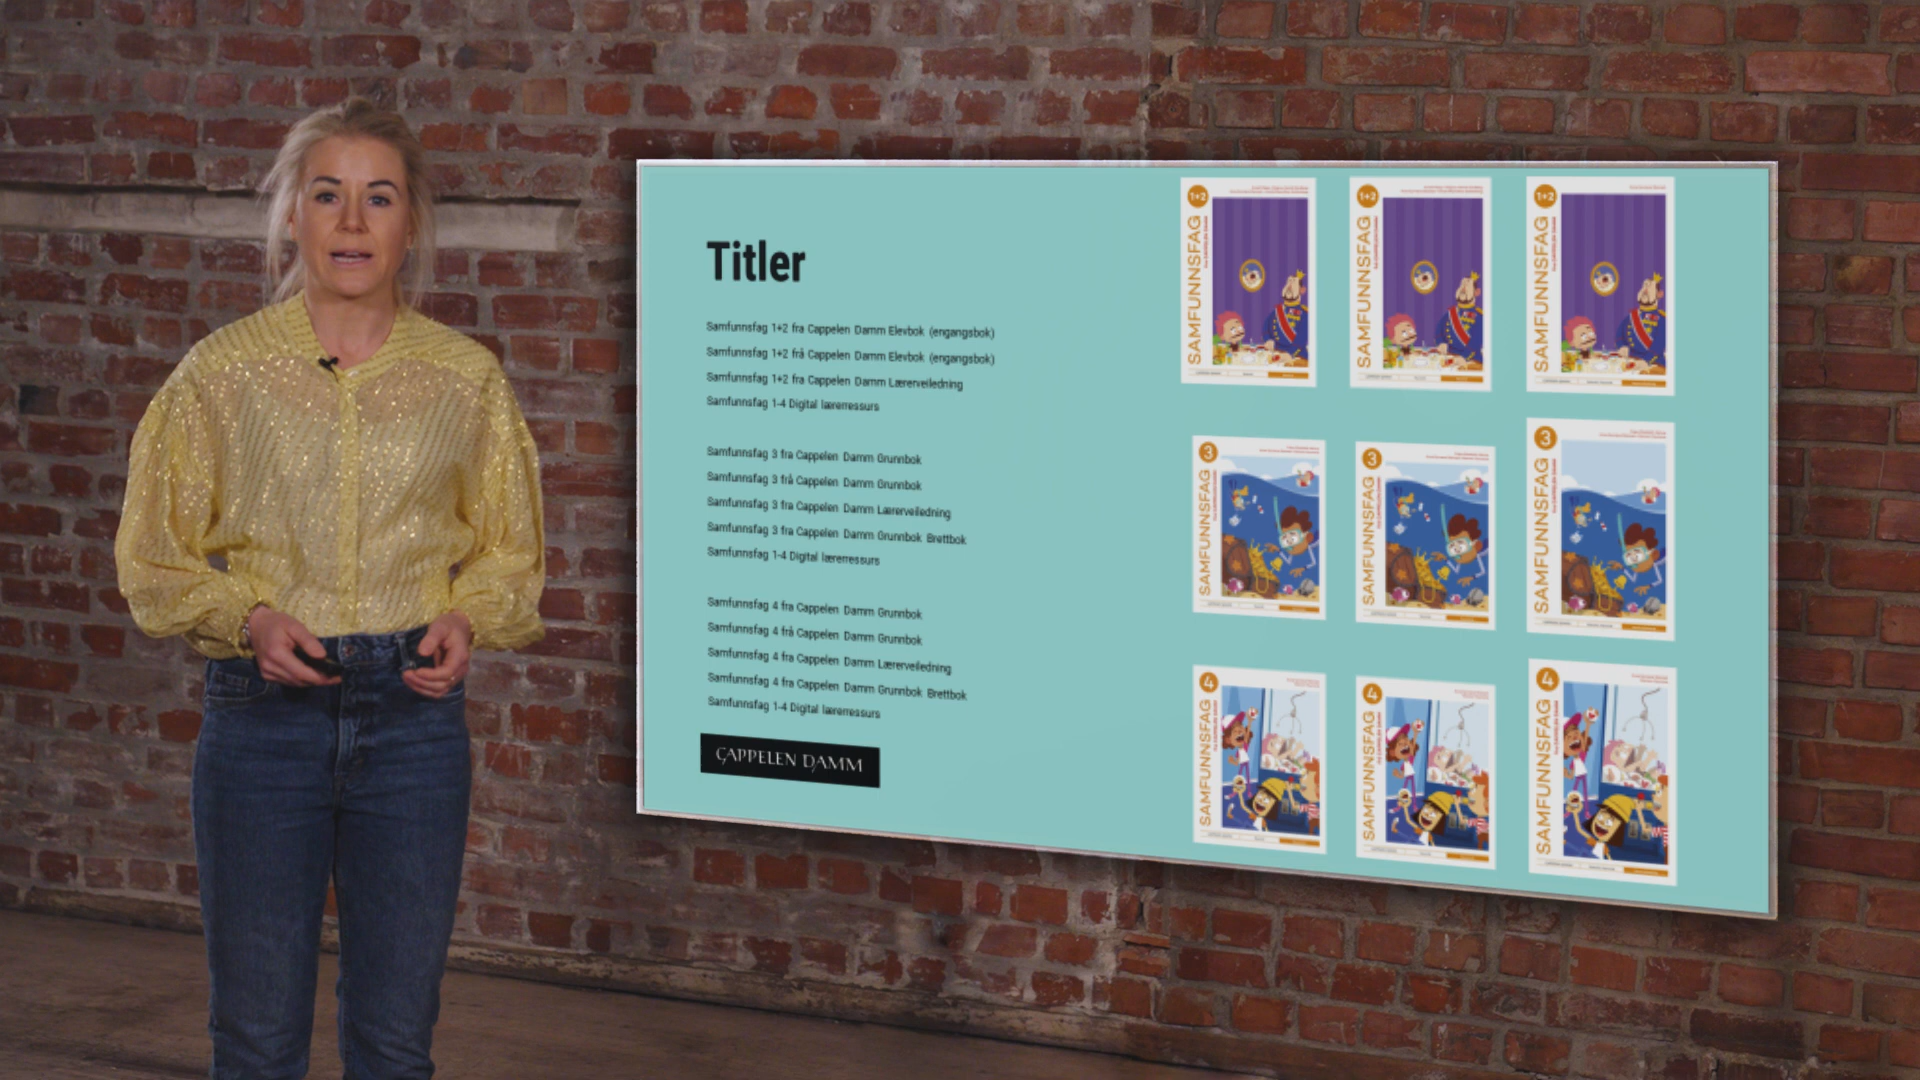 Titler
Samfunnsfag 1+2 fra Cappelen Damm Elevbok (engangsbok)
Samfunnsfag 1+2 frå Cappelen Damm Elevbok (engangsbok)
Samfunnsfag 1+2 fra Cappelen Damm Lærerveiledning
Samfunnsfag 1-4 Digital lærerressurs
Samfunnsfag 3 fra Cappelen Damm Grunnbok
Samfunnsfag 3 frå Cappelen Damm Grunnbok
Samfunnsfag 3 fra Cappelen Damm Lærerveiledning
Samfunnsfag 3 fra Cappelen Damm Grunnbok Brettbok
Samfunnsfag 1-4 Digital lærerressurs
Samfunnsfag 4 fra Cappelen Damm Grunnbok
Samfunnsfag 4 frå Cappelen Damm Grunnbok
Samfunnsfag 4 fra Cappelen Damm Lærerveiledning
Samfunnsfag 4 fra Cappelen Damm Grunnbok Brettbok
Samfunnsfag 1-4 Digital lærerressurs
CAPPELEN DAMM
1+2
SAMFUNNSFAG
1+2
SAMFUNNSFAG
1+2
SAMFUNNSFAG
3
SAMFUNNSFAG
3
SAMFUNNSFAG
3
SAMFUNNSFAG
4
SAMFUNNSFAG
4
SAMFUNNSFAG
4
SAMFUNNSFAG